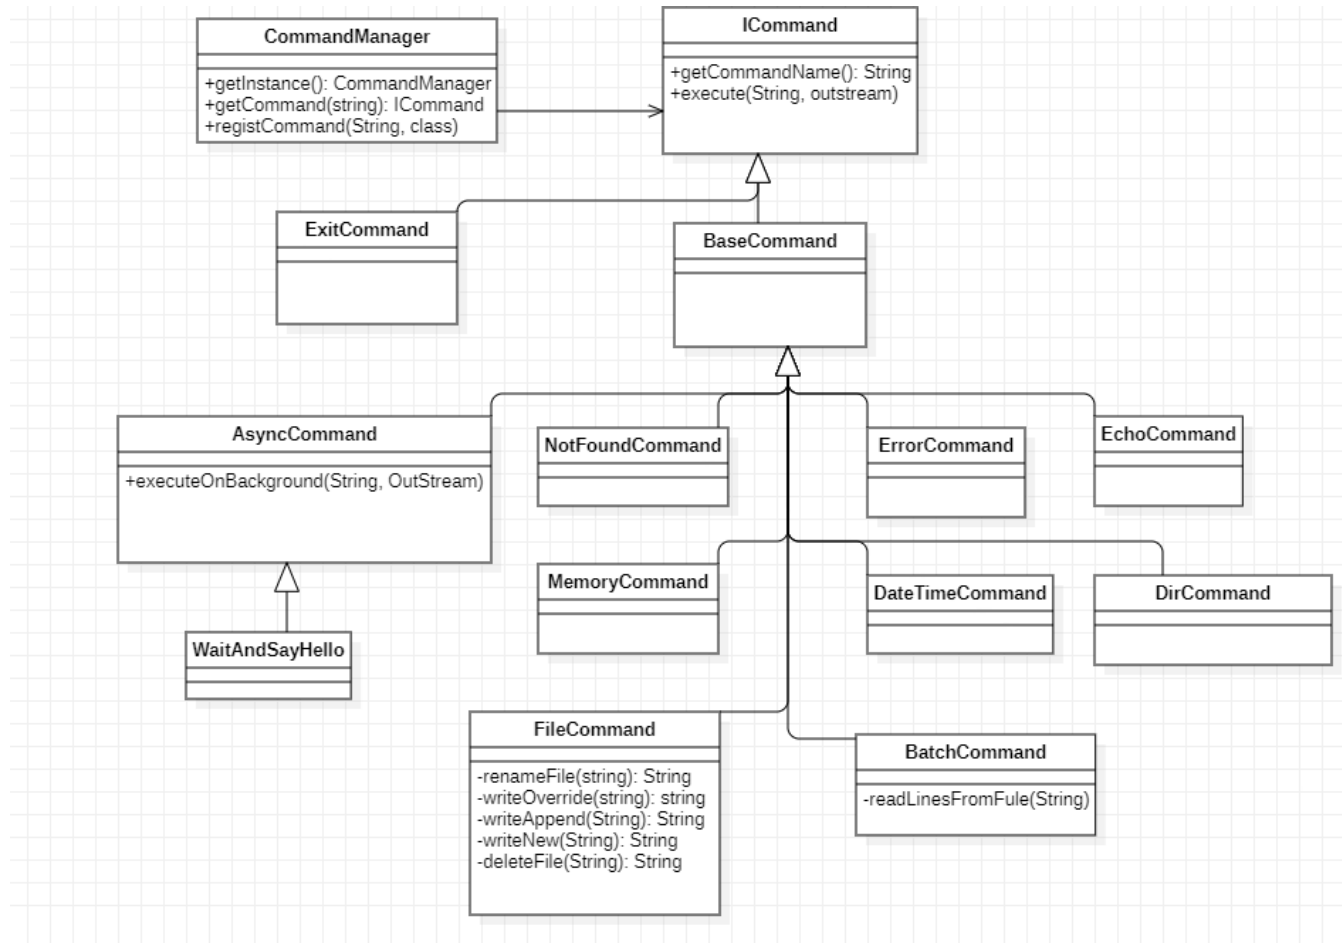 CommandManager
+getInstance(): CommandManager
+getCommand(string): ICommand
+registCommand(String, class)
ICommand
+getCommandName(): String
+execute(String, outstream)
ExitCommand
BaseCommand
AsyncCommand
+executeOnBackground(String, OutStream)
NotFoundCommand
ErrorCommand
EchoCommand
MemoryCommand
DateTimeCommand
DirCommand
WaitAndSayHello
FileCommand
-renameFile(string): String
-writeOverride(string): string
-writeAppend(String): String
-writeNew(String): String
-deleteFile(String): String
BatchCommand
-readLinesFromFule(String)